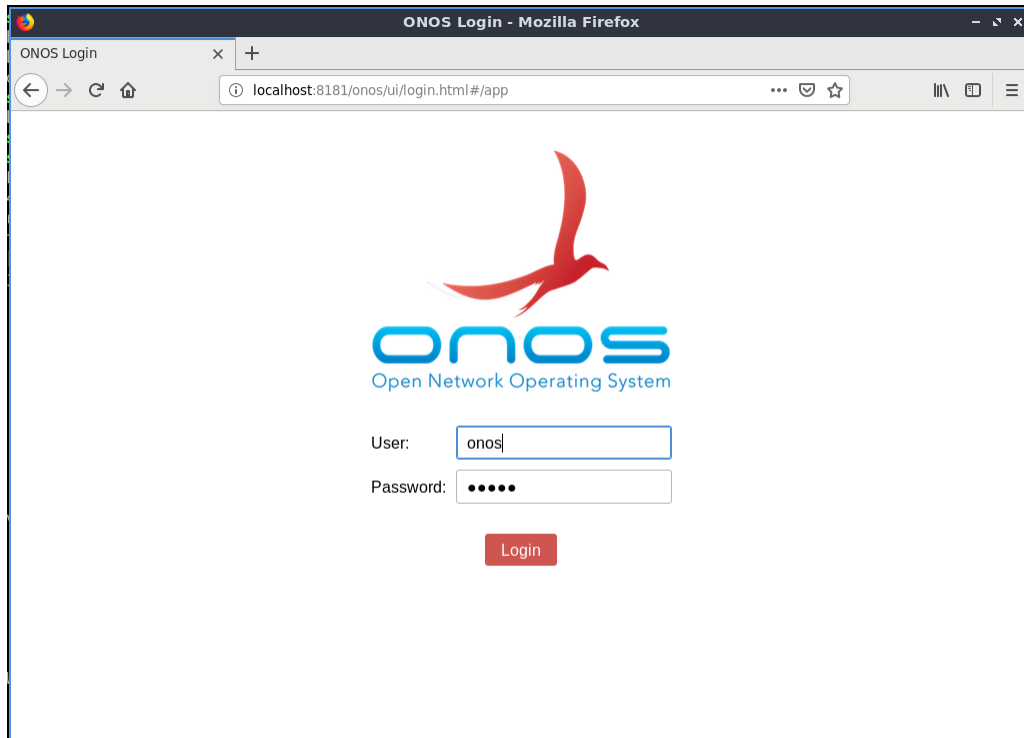 ONOS Login - Mozilla Firefox
ONOS Login
localhost:8181/onos/ui/login.html#/app
onos
Open Network Operating System
User: onos
Password: •••••
Login